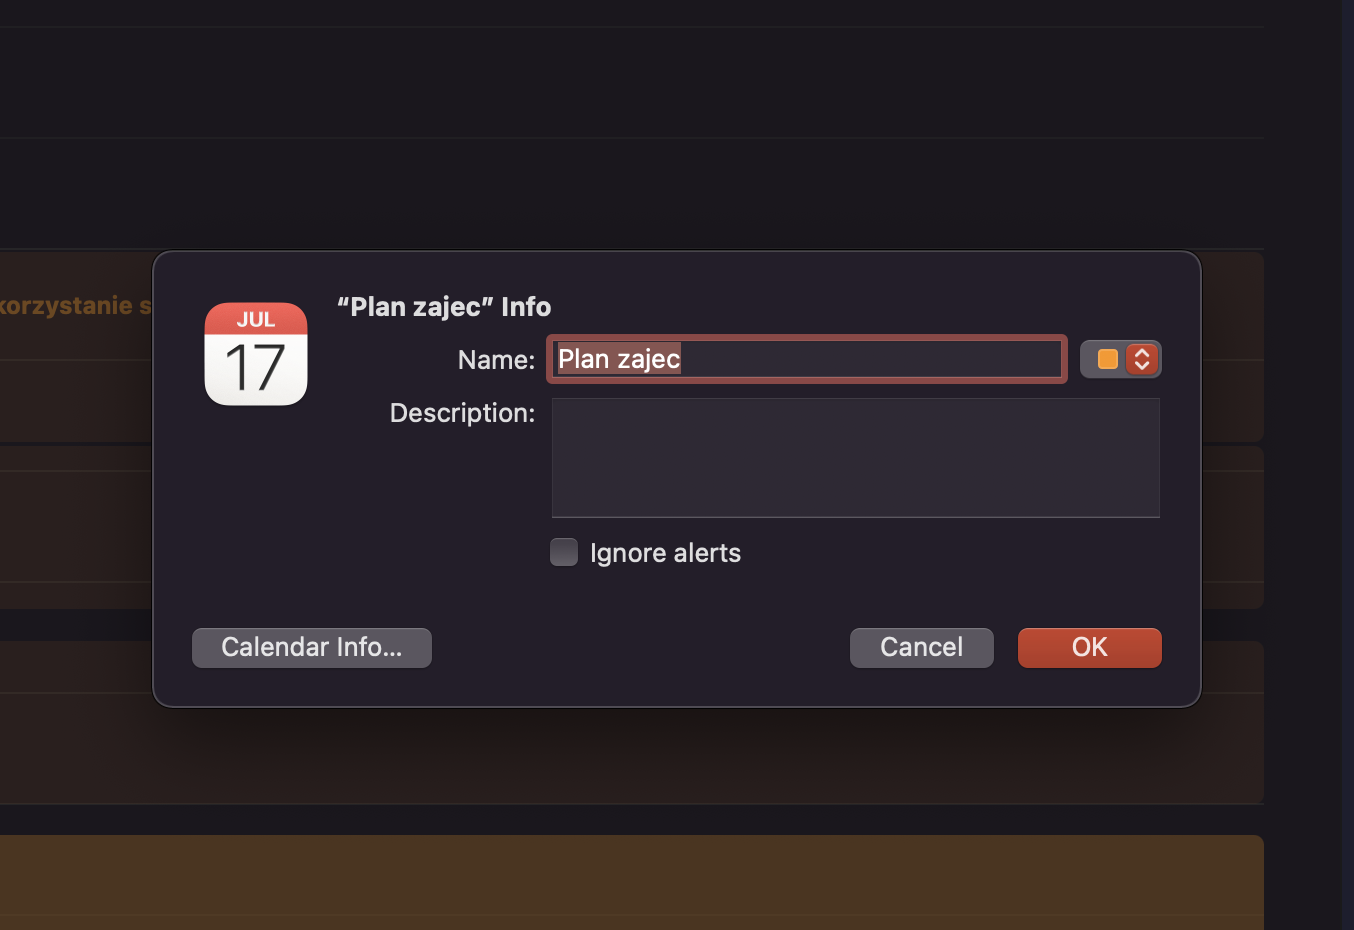 korzystanie s
JUL
17
“Plan zajec” Info
Name:
Plan zajec
Description:
Ignore alerts
Calendar Info...
Cancel
OK